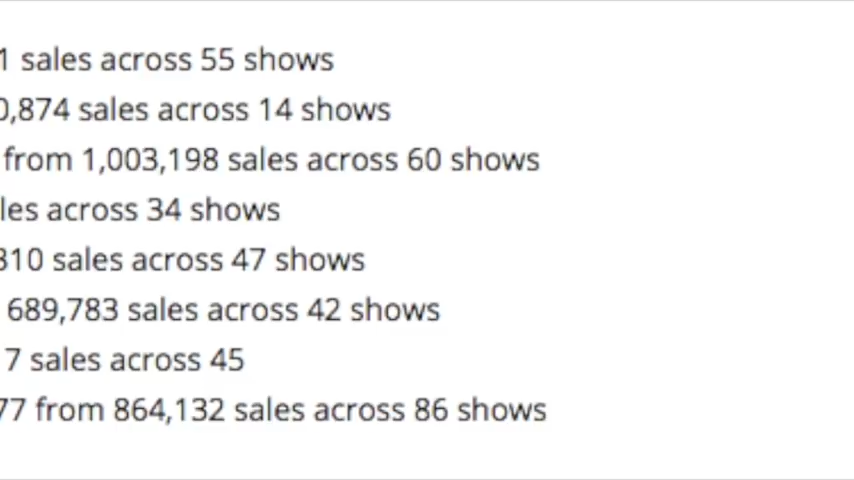 1 sales across 55 shows
0,874 sales across 14 shows
from 1,003,198 sales across 60 shows
les across 34 shows
310 sales across 47 shows
689,783 sales across 42 shows
7 sales across 45
77 from 864,132 sales across 86 shows